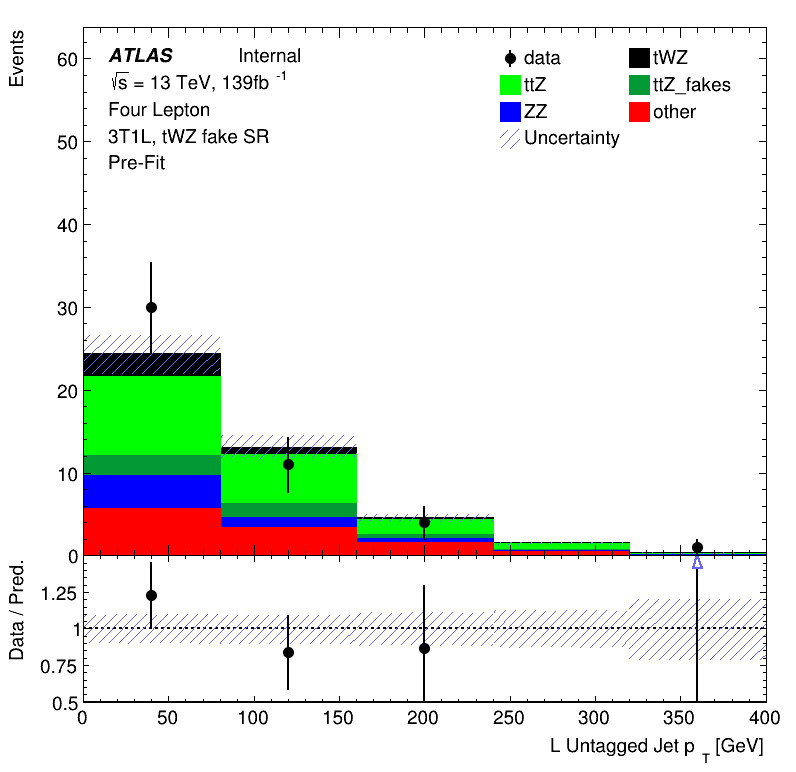 Events
60
50
40
30
20
10
0
ATLAS Internal
√s = 13 TeV, 139fb -1
Four Lepton
3T1L, tWZ fake SR
Pre-Fit
data
tWZ
ttZ
ttZ_fakes
ZZ
other
Uncertainty
Data / Pred.
1.25
1
0.75
0.5
0 50 100 150 200 250 300 350 400
L Untagged Jet p T [GeV]